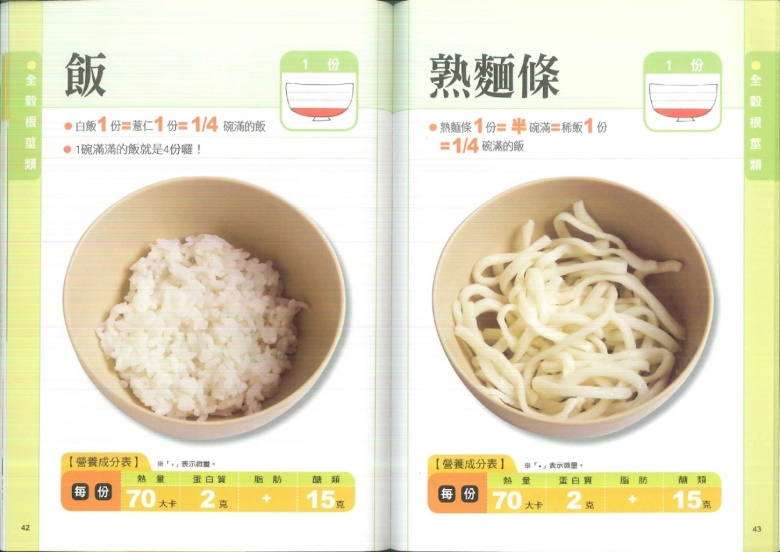 全穀根莖類
飯
1 份
白飯1份=薏仁1份=1/4 碗滿的飯
1碗滿滿的飯就是4份囉！
【營養成分表】 ※「+」表示微量。
每份
熱量 蛋白質 脂肪 醣類
70大卡 2克 + 15克
42
熟麵條
1 份
全穀根莖類
熟麵條1份=半碗滿=稀飯1份
=1/4碗滿的飯
【營養成分表】 ※「+」表示微量。
每份
熱量 蛋白質 脂肪 醣類
70大卡 2克 + 15克
43